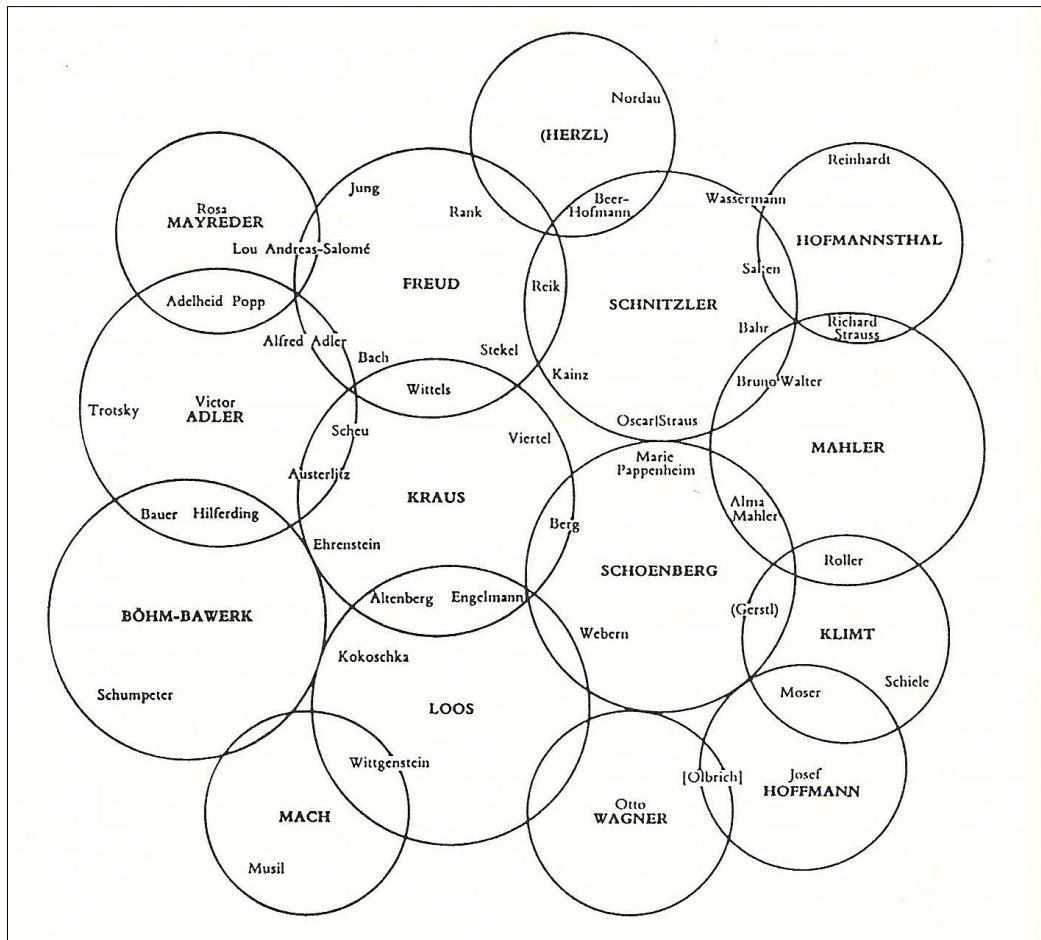 Nordau
(HERZL)
Reinhardt
Jung
Beer-
Hofmann
Wassermann
Rank
Rosa
MAYREDER
HOFMANNSTHAL
Lou Andreas-Salomé
Salten
FREUD
Reik
SCHNITZLER
Adelheid Popp
Richard
Strauss
Bahr
Alfred Adler
Bach
Stekel
Kainz
Wittels
Bruno Walter
Trotsky
Victor
ADLER
Oscar Straus
Scheu
Viertel
MAHLER
Marie
Pappenheim
Austerlitz
KRAUS
Alma
Mahler
Bauer Hilferding
Berg
Ehrenstein
Roller
SCHOENBERG
Altenberg Engelmann
(Gerstl)
BÖHM-BAWERK
Webern
KLIMT
Kokoschka
Schiele
Schumpeter
Moser
LOOS
Wittgenstein
[Olbrich]
Josef
HOFFMANN
Otto
WAGNER
MACH
Musil